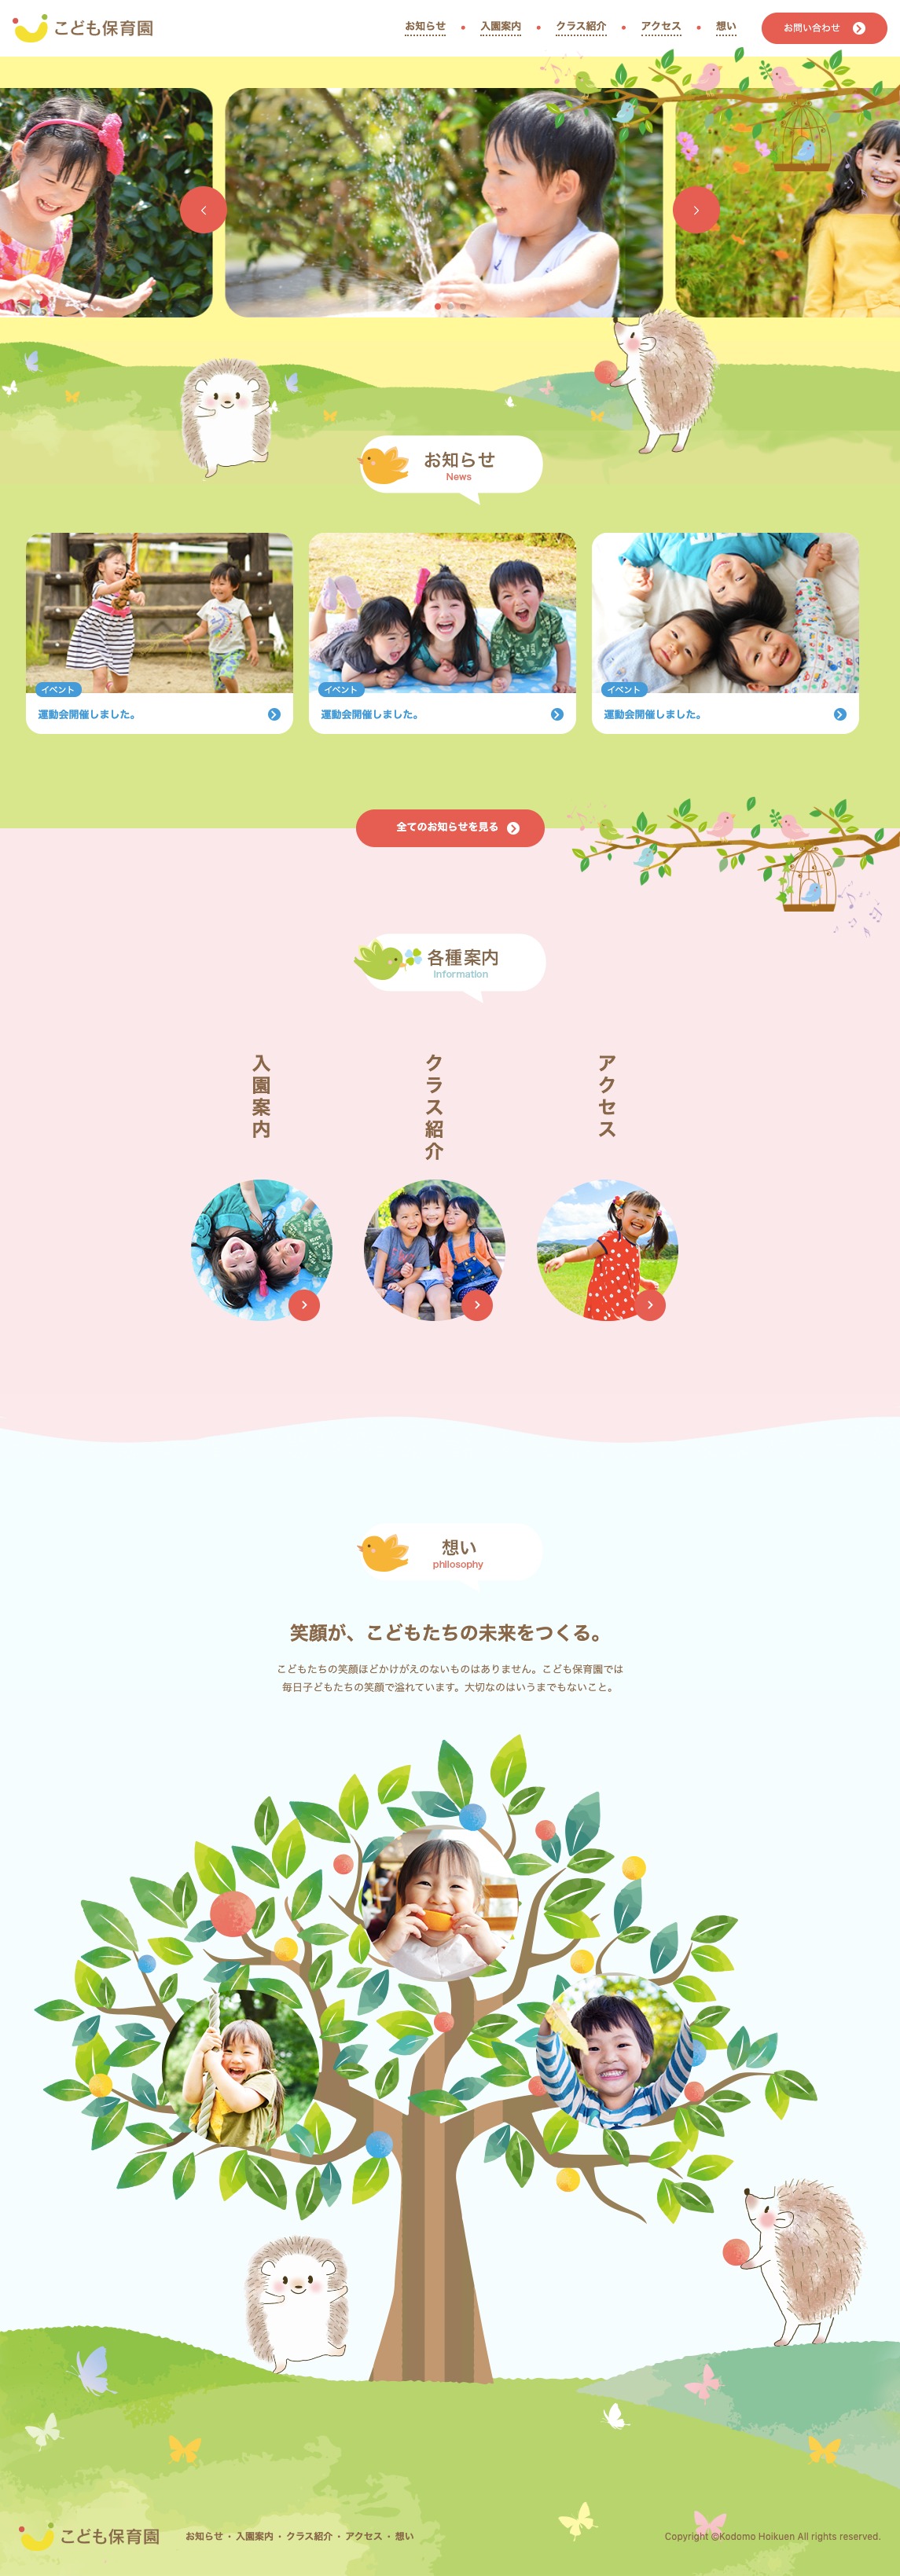 こども保育園
お知らせ
入園案内
クラス紹介
アクセス
想い
お問い合わせ
お知らせ
News
イベント
運動会開催しました。
イベント
運動会開催しました。
イベント
運動会開催しました。
全てのお知らせを見る
各種案内
Information
入園案内
クラス紹介
アクセス
想い
philosophy
笑顔が、こどもたちの未来をつくる。
こどもたちの笑顔ほどかけがえのないものはありません。こども保育園では
毎日子どもたちの笑顔で溢れています。大切なのはいうまでもないこと。
こども保育園
お知らせ・入園案内・クラス紹介・アクセス・想い
Copyright ©Kodomo Hoikuen All rights reserved.